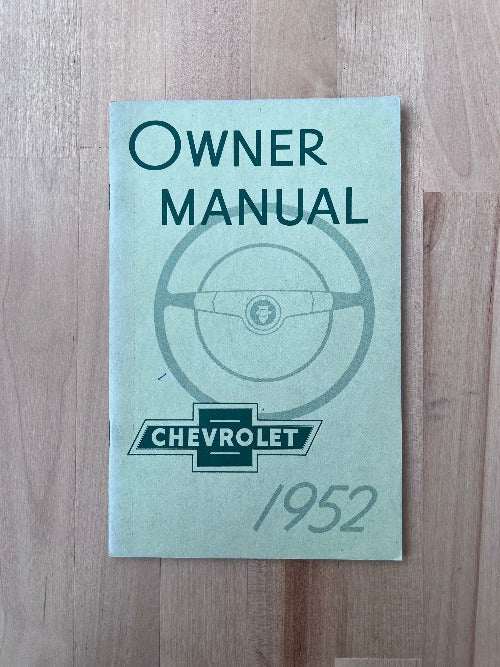 OWNER
MANUAL
CHEVROLET
1952